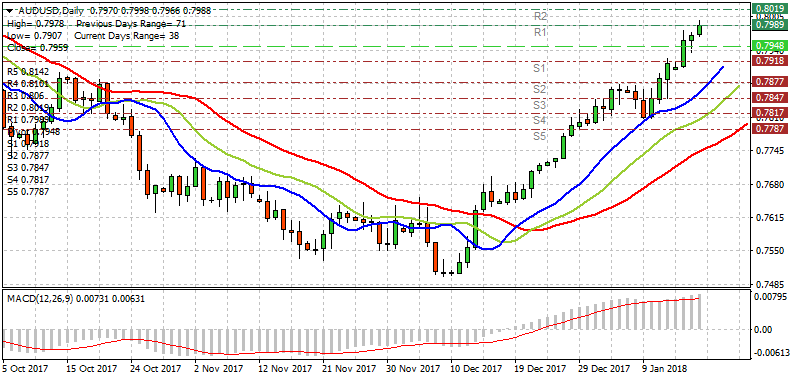 AUDUSD,Daily 0.7970 0.7998 0.7966 0.7988
High= 0.7978 Previous Days Range= 71
Low= 0.7907 Current Days Range= 38
Close= 0.7959
R5 0.8142
R4 0.8101
R3 0.806
R2 0.8019
R1 0.7989
Pivot 0.7948
S1 0.7918
S2 0.7877
S3 0.7847
S4 0.7817
S5 0.7787
R2
R1
S1
S2
S3
S4
S5
0.8019
0.8005
0.7989
0.7948
0.7918
0.7877
0.7847
0.7817
0.7787
0.7745
0.7680
0.7615
0.7550
0.7485
MACD(12,26,9) 0.00731 0.00631
0.00795
0.00
-0.00613
5 Oct 2017 15 Oct 2017 24 Oct 2017 2 Nov 2017 12 Nov 2017 21 Nov 2017 30 Nov 2017 10 Dec 2017 19 Dec 2017 29 Dec 2017 9 Jan 2018